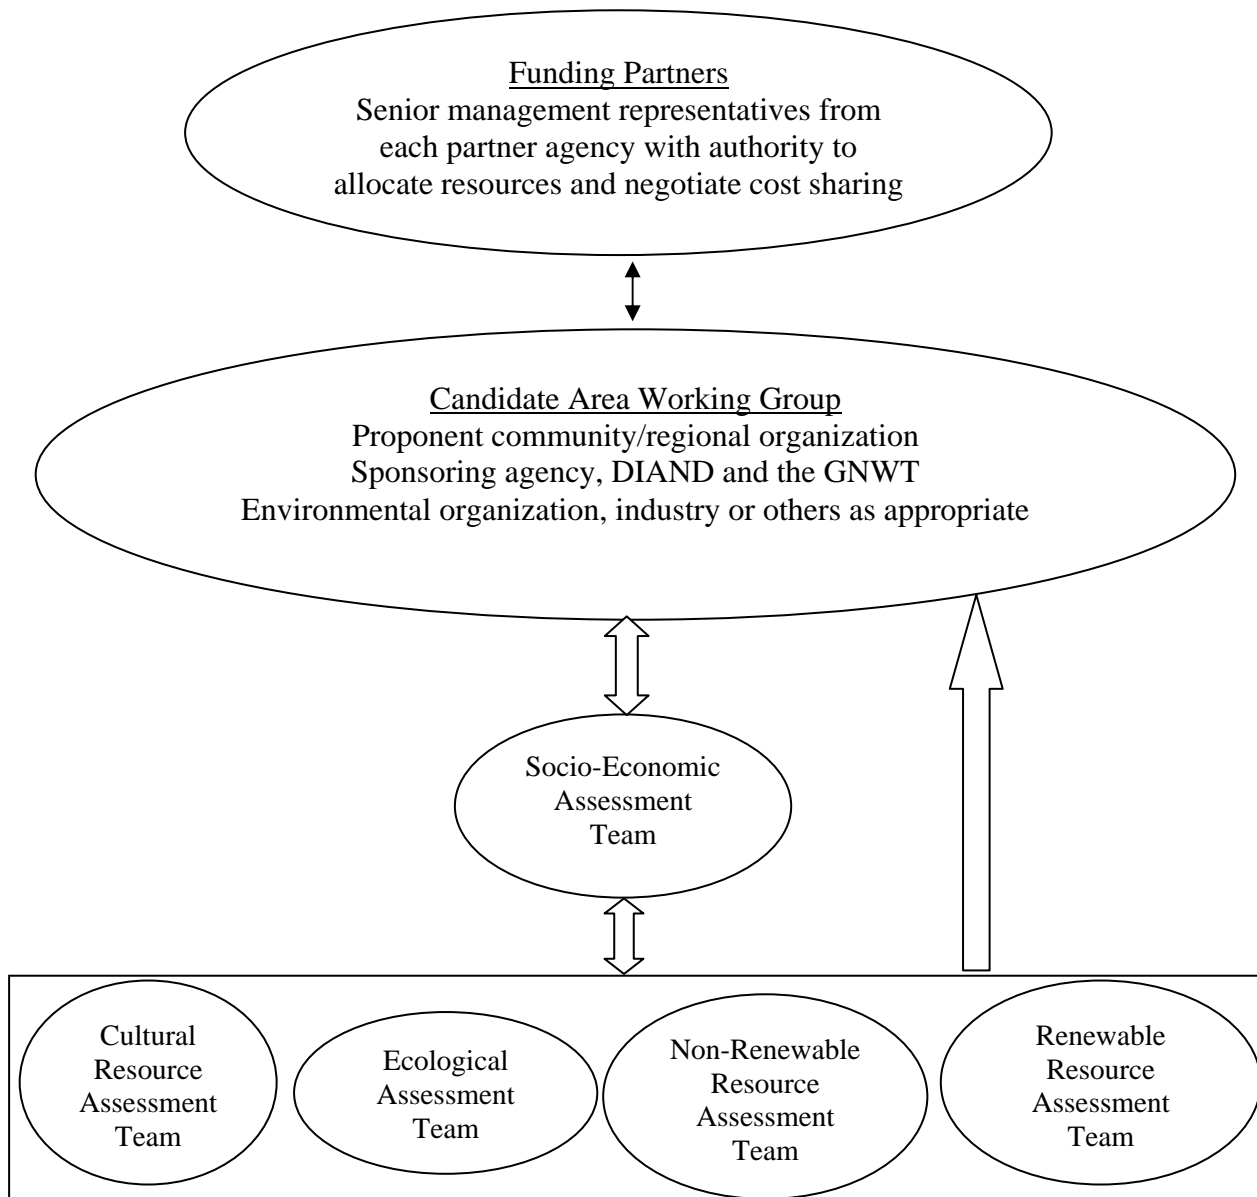 Funding Partners
Senior management representatives from
each partner agency with authority to
allocate resources and negotiate cost sharing
Candidate Area Working Group
Proponent community/regional organization
Sponsoring agency, DIAND and the GNWT
Environmental organization, industry or others as appropriate
Socio-Economic
Assessment
Team
Cultural
Resource
Assessment
Team
Ecological
Assessment
Team
Non-Renewable
Resource
Assessment
Team
Renewable
Resource
Assessment
Team